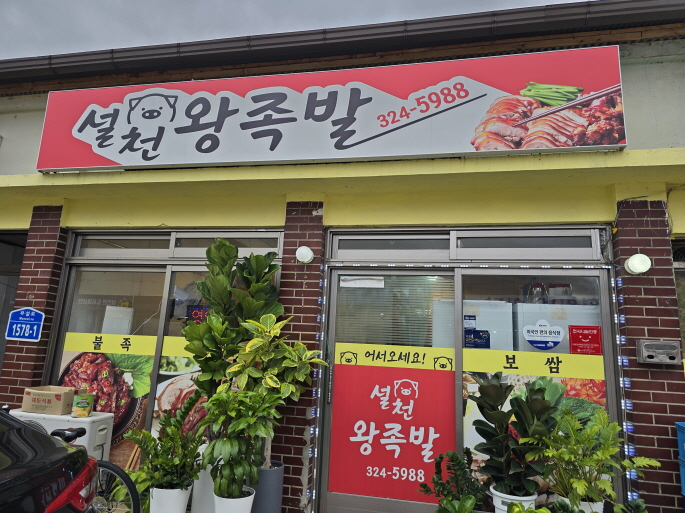 설천 왕족발 324-5988
1578-1
불족
어서오세요!
보쌈
설천
왕족발
324-5988